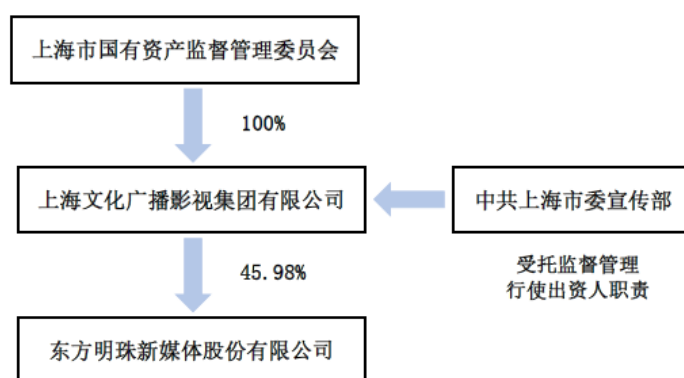 上海市国有资产监督管理委员会
100%
上海文化广播影视集团有限公司
中共上海市委宣传部
45.98%
受托监督管理
行使出资人职责
东方明珠新媒体股份有限公司